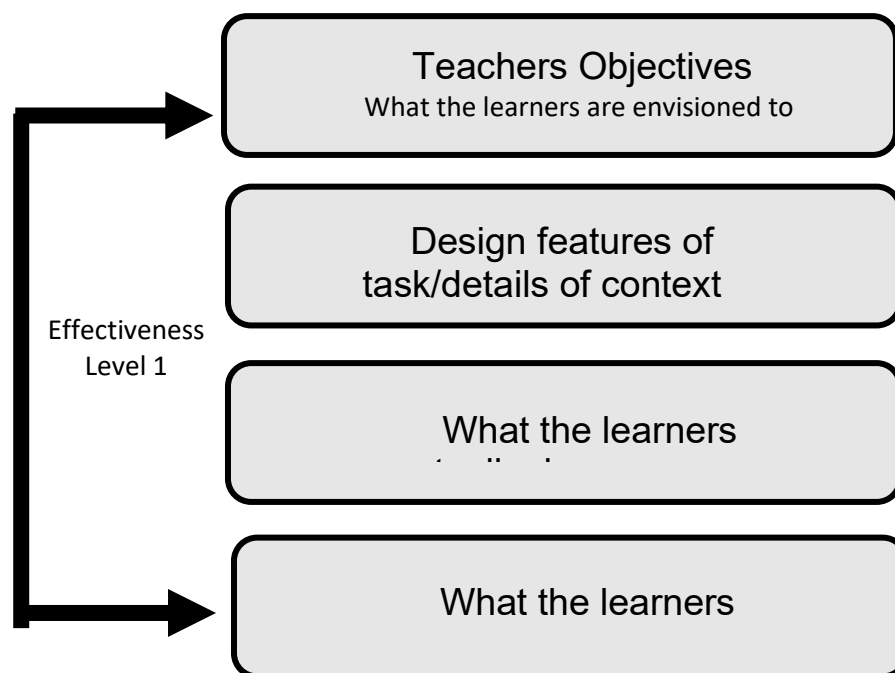 Teachers Objectives
What the learners are envisioned to
Design features of
task/details of context
Effectiveness
Level 1
What the learners
What the learners